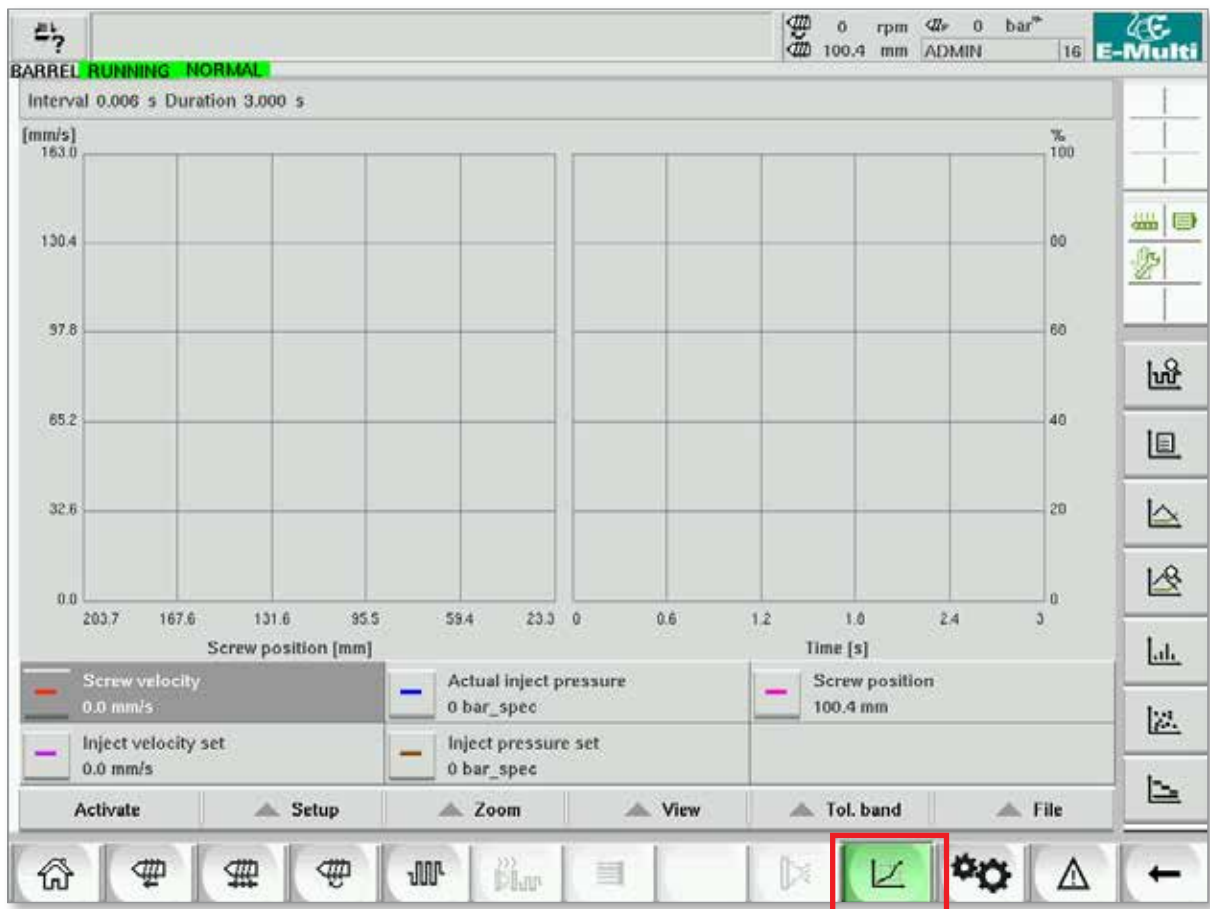 0 rpm 0 bar
100.4 mm ADMIN 16 E-Multi
BARREL RUNNING NORMAL
Interval 0.006 s Duration 3.000 s
[mm/s] %
163.0 100
130.4 80
97.8 60
65.2 40
32.6 20
0.0 0
203.7 167.6 131.6 95.5 59.4 23.3 0 0.6 1.2 1.8 2.4 3
Screw position [mm] Time [s]
Screw velocity Actual inject pressure Screw position
0.0 mm/s 0 bar_spec 100.4 mm
Inject velocity set Inject pressure set
0.0 mm/s 0 bar_spec
Activate Setup Zoom View Tol. band File